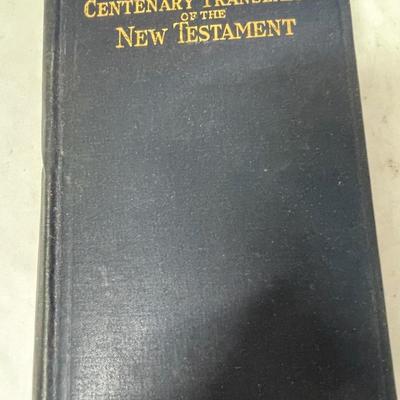 CENTENARY
OF THE
NEW TESTAMENT